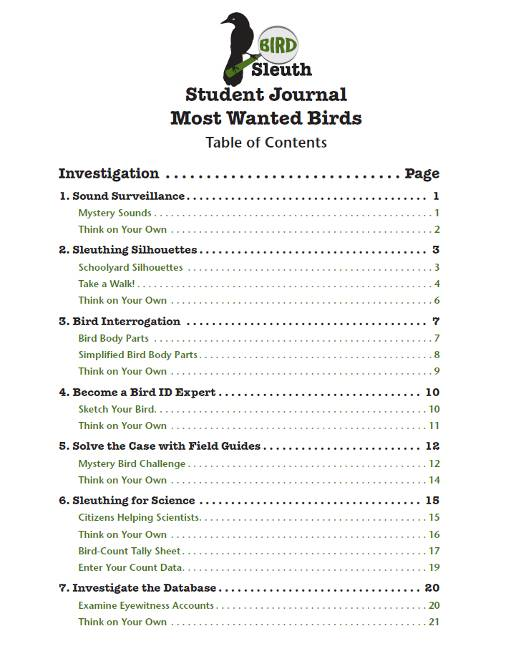 BIRD
Sleuth
Student Journal
Most Wanted Birds
Table of Contents
Investigation . . . . . . . . . . . . . . . . . . . . . . . . . . . . . Page
1. Sound Surveillance . . . . . . . . . . . . . . . . . . . . . . . . . . . . . . . . . . . . 1
Mystery Sounds . . . . . . . . . . . . . . . . . . . . . . . . . . . . . . . . . . . . . . . . 1
Think on Your Own . . . . . . . . . . . . . . . . . . . . . . . . . . . . . . . . . . . . . 2
2. Sleuthing Silhouettes . . . . . . . . . . . . . . . . . . . . . . . . . . . . . . . . . . 3
Schoolyard Silhouettes . . . . . . . . . . . . . . . . . . . . . . . . . . . . . . . . . . . 3
Take a Walk! . . . . . . . . . . . . . . . . . . . . . . . . . . . . . . . . . . . . . . . . . . 4
Think on Your Own . . . . . . . . . . . . . . . . . . . . . . . . . . . . . . . . . . . . . 6
3. Bird Interrogation . . . . . . . . . . . . . . . . . . . . . . . . . . . . . . . . . . . . 7
Bird Body Parts . . . . . . . . . . . . . . . . . . . . . . . . . . . . . . . . . . . . . . . . 7
Simplified Bird Body Parts . . . . . . . . . . . . . . . . . . . . . . . . . . . . . . . . . 8
Think on Your Own . . . . . . . . . . . . . . . . . . . . . . . . . . . . . . . . . . . . . 9
4. Become a Bird ID Expert . . . . . . . . . . . . . . . . . . . . . . . . . . . . . . 10
Sketch Your Bird. . . . . . . . . . . . . . . . . . . . . . . . . . . . . . . . . . . . . . . 10
Think on Your Own . . . . . . . . . . . . . . . . . . . . . . . . . . . . . . . . . . . . 11
5. Solve the Case with Field Guides . . . . . . . . . . . . . . . . . . . . . . . . 12
Mystery Bird Challenge . . . . . . . . . . . . . . . . . . . . . . . . . . . . . . . . . . 12
Think on Your Own . . . . . . . . . . . . . . . . . . . . . . . . . . . . . . . . . . . . 14
6. Sleuthing for Science . . . . . . . . . . . . . . . . . . . . . . . . . . . . . . . . . 15
Citizens Helping Scientists. . . . . . . . . . . . . . . . . . . . . . . . . . . . . . . . . 15
Think on Your Own . . . . . . . . . . . . . . . . . . . . . . . . . . . . . . . . . . . . 16
Bird-Count Tally Sheet . . . . . . . . . . . . . . . . . . . . . . . . . . . . . . . . . . . 17
Enter Your Count Data. . . . . . . . . . . . . . . . . . . . . . . . . . . . . . . . . . . 19
7. Investigate the Database . . . . . . . . . . . . . . . . . . . . . . . . . . . . . . 20
Examine Eyewitness Accounts . . . . . . . . . . . . . . . . . . . . . . . . . . . . . . 20
Think on Your Own . . . . . . . . . . . . . . . . . . . . . . . . . . . . . . . . . . . . 21